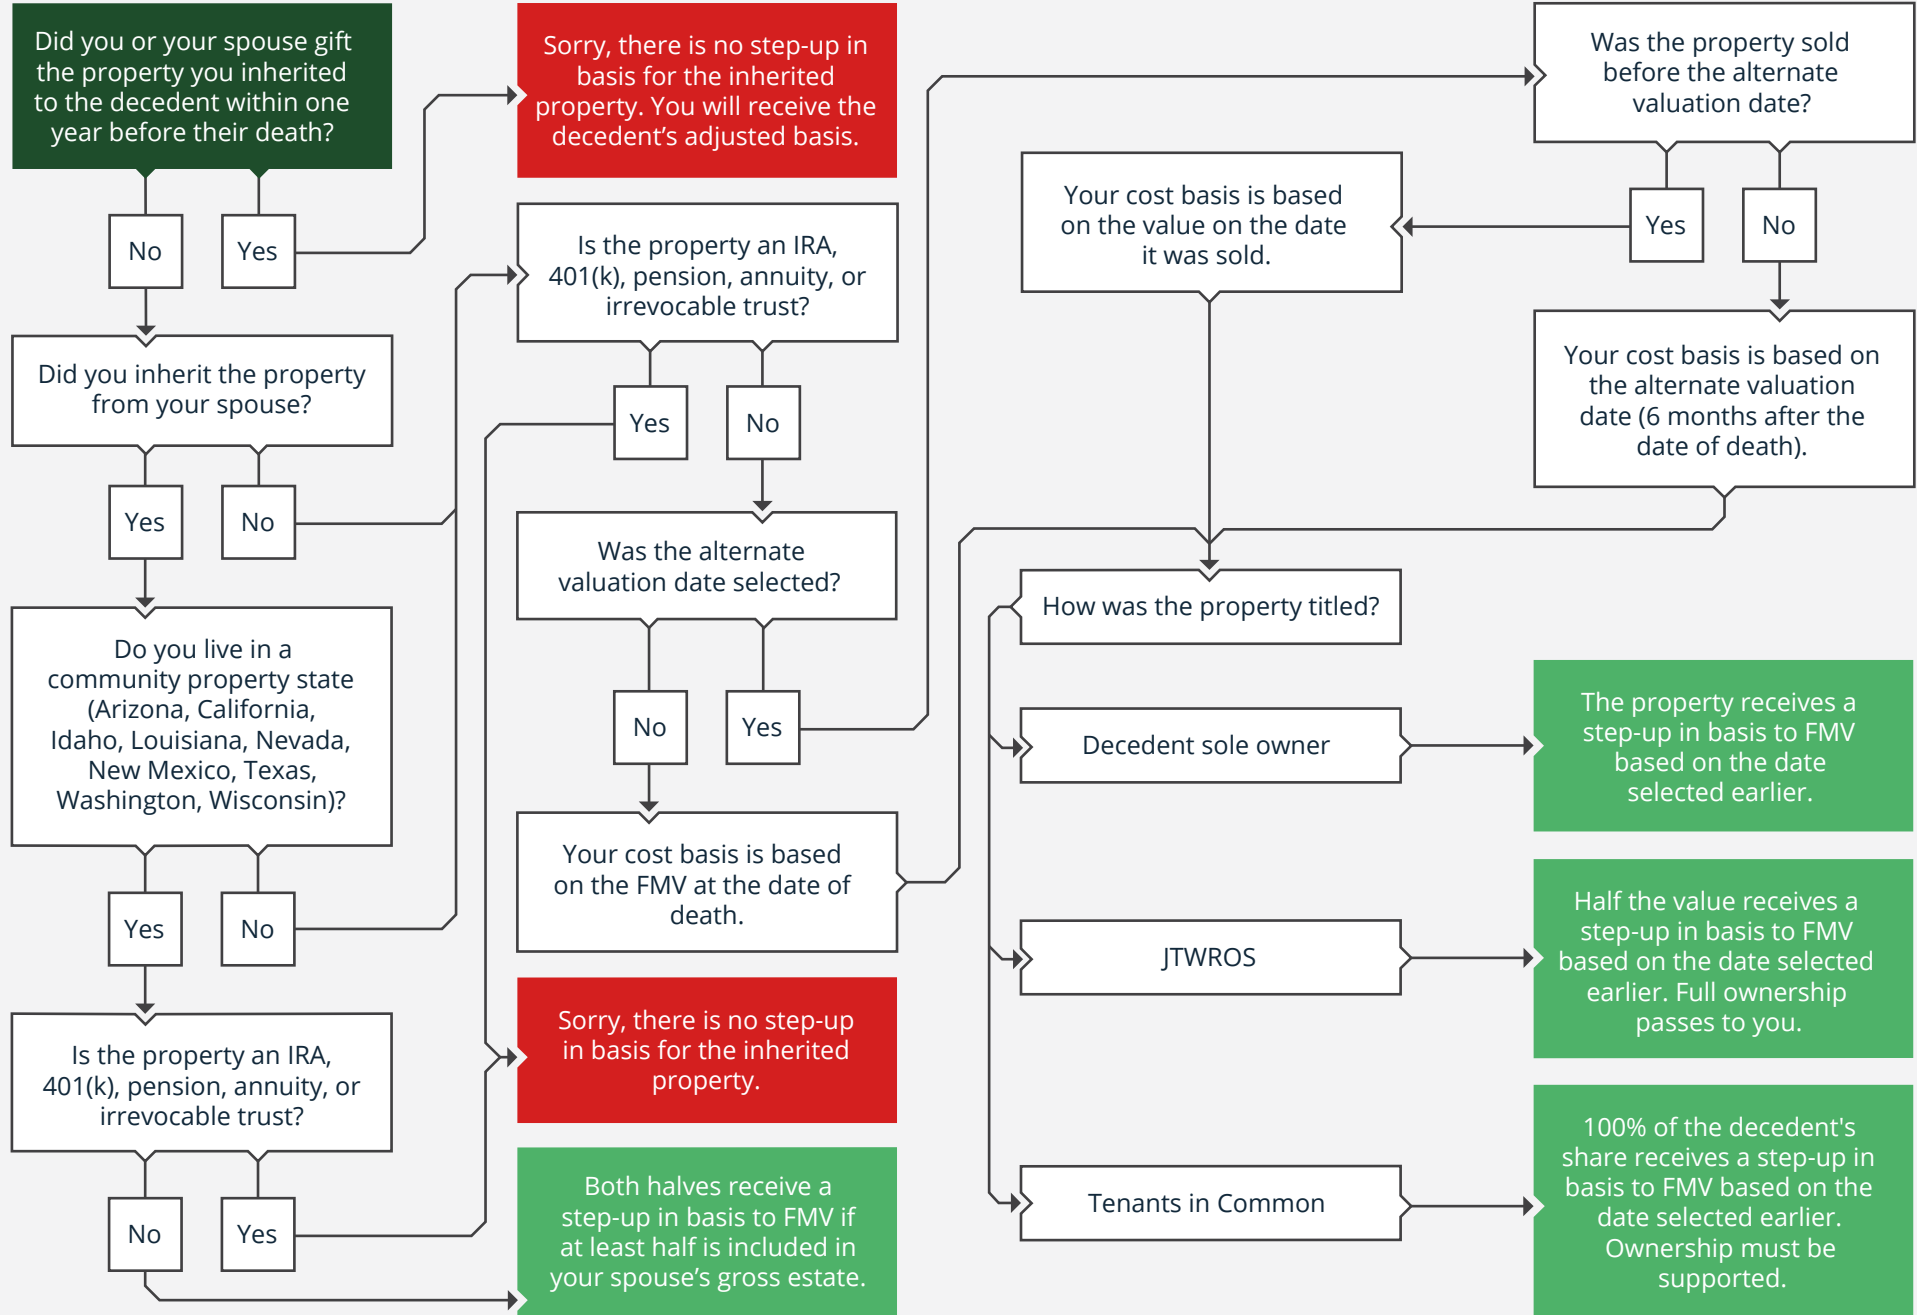 Did you or your spouse gift
the property you inherited
to the decedent within one
year before their death?
No
Yes
Did you inherit the property
from your spouse?
Yes
No
Do you live in a
community property state
(Arizona, California,
Idaho, Louisiana, Nevada,
New Mexico, Texas,
Washington, Wisconsin)?
Yes
No
Is the property an IRA,
401(k), pension, annuity, or
irrevocable trust?
No
Yes
Sorry, there is no step-up in
basis for the inherited
property. You will receive the
decedent’s adjusted basis.
Is the property an IRA,
401(k), pension, annuity, or
irrevocable trust?
Yes
No
Was the alternate
valuation date selected?
No
Yes
Your cost basis is based
on the FMV at the date of
death.
Sorry, there is no step-up
in basis for the inherited
property.
Both halves receive a
step-up in basis to FMV if
at least half is included in
your spouse’s gross estate.
Was the property sold
before the alternate
valuation date?
Yes
No
Your cost basis is based
on the value on the date
it was sold.
Your cost basis is based on
the alternate valuation
date (6 months after the
date of death).
How was the property titled?
Decedent sole owner
The property receives a
step-up in basis to FMV
based on the date
selected earlier.
JTWROS
Half the value receives a
step-up in basis to FMV
based on the date selected
earlier. Full ownership
passes to you.
Tenants in Common
100% of the decedent's
share receives a step-up in
basis to FMV based on the
date selected earlier.
Ownership must be
supported.